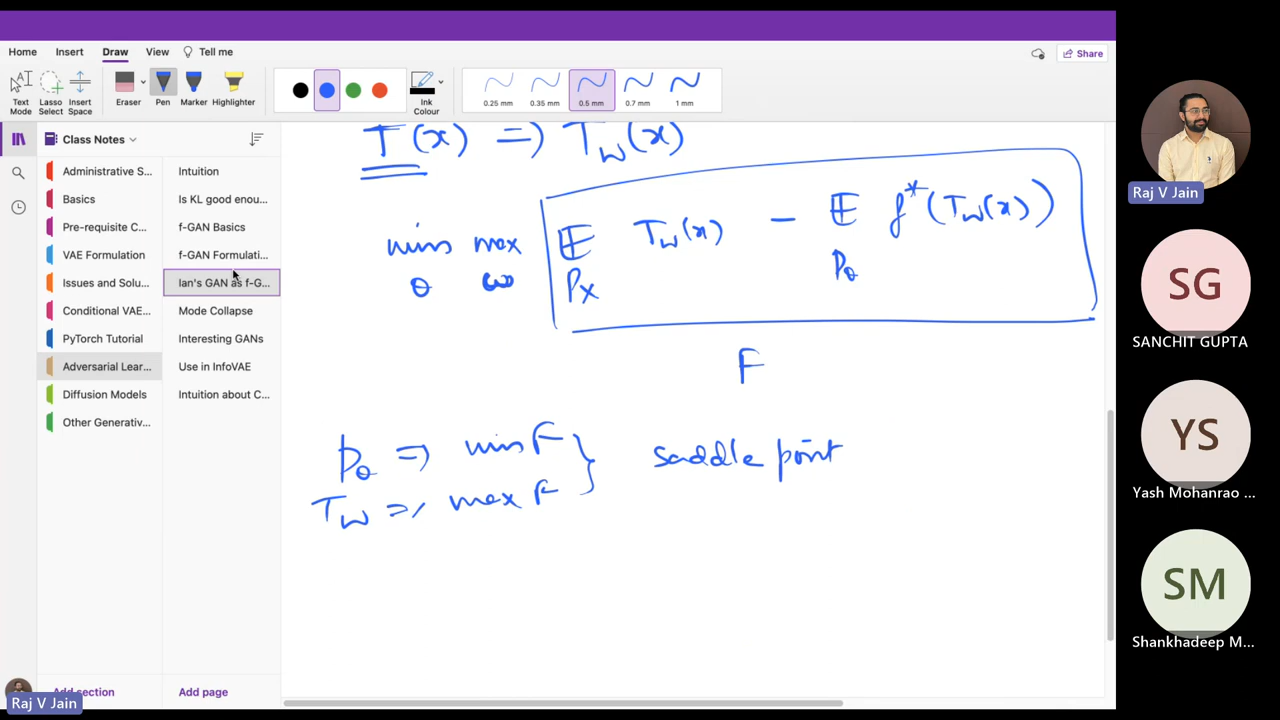 Home Insert Draw View Tell me
Share
Text Mode
Lasso Select
Insert Space
Eraser
Pen
Marker
Highlighter
Ink Colour
0.25 mm
0.35 mm
0.5 mm
0.7 mm
1 mm
Class Notes
Administrative S...
Basics
Pre-requisite C...
VAE Formulation
Issues and Solu...
Conditional VAE...
PyTorch Tutorial
Adversarial Lear...
Diffusion Models
Other Generativ...
Add section
Intuition
Is KL good enou...
f-GAN Basics
f-GAN Formulati...
Ian's GAN as f-G...
Mode Collapse
Interesting GANs
Use in InfoVAE
Intuition about C...
Add page
T(x) => T_w(x)
min_θ max_ω E_{P_X} T_w(x) - E_{P_θ} f*(T_w(x))
F
P_θ => min F } saddle point
T_w => max F
Raj V Jain
SG
SANCHIT GUPTA
YS
Yash Mohanrao ...
SM
Shankhadeep M...
Raj V Jain